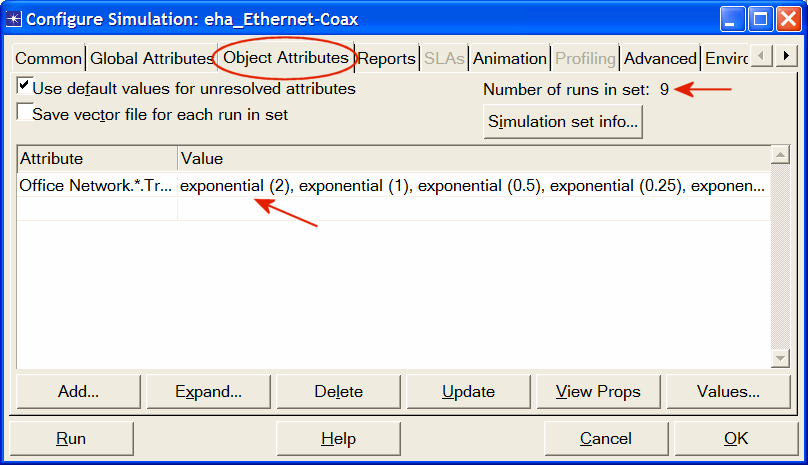 Configure Simulation: eha_Ethernet-Coax
Common Global Attributes Object Attributes Reports SLAs Animation Profiling Advanced Enviro
Use default values for unresolved attributes
Number of runs in set: 9
Save vector file for each run in set
Simulation set info...
Attribute Value
Office Network.*.Tr... exponential (2), exponential (1), exponential (0.5), exponential (0.25), exponen...
Add... Expand... Delete Update View Props Values...
Run Help Cancel OK